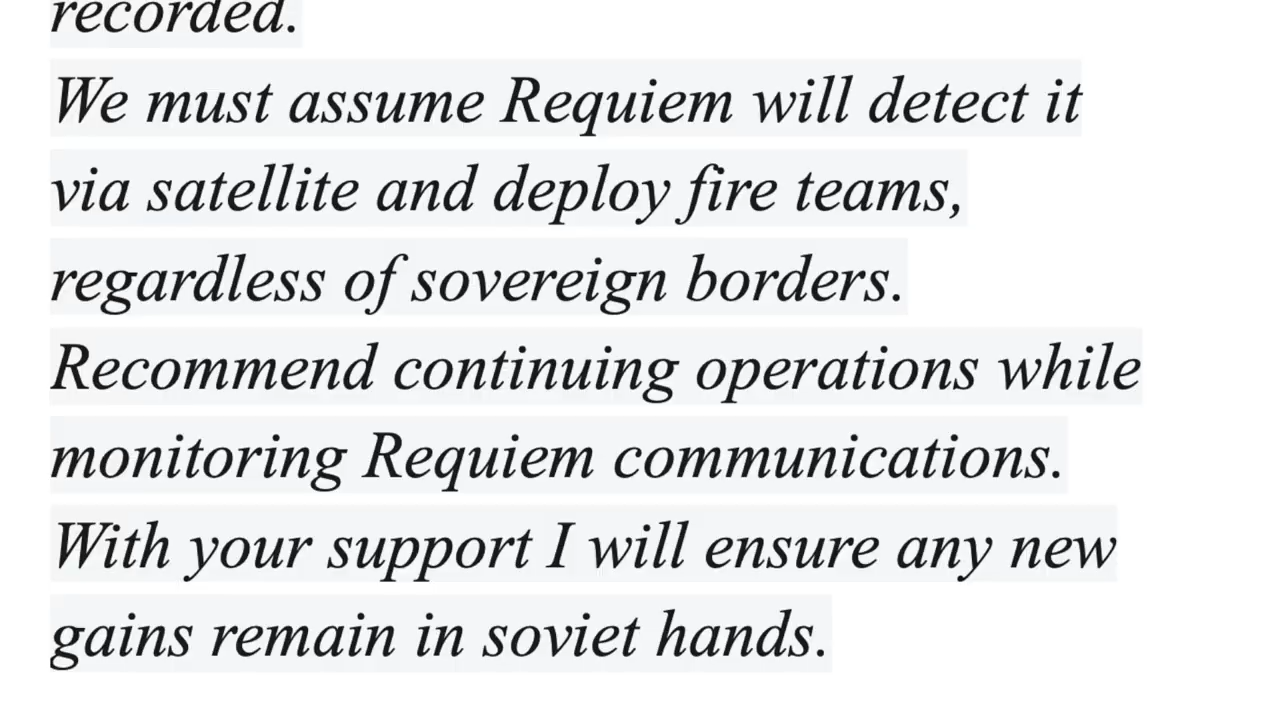 recorded.
We must assume Requiem will detect it
via satellite and deploy fire teams,
regardless of sovereign borders.
Recommend continuing operations while
monitoring Requiem communications.
With your support I will ensure any new
gains remain in soviet hands.